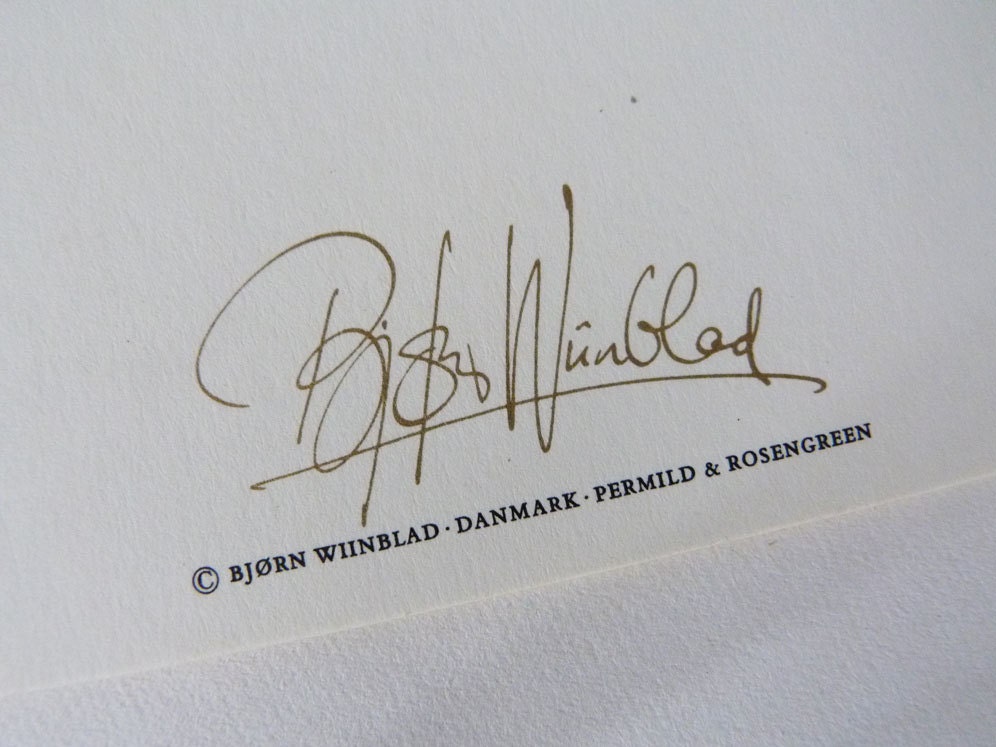 Bjørn Wiinblad
© BJØRN WIINBLAD · DANMARK · PERMILD & ROSENGREEN